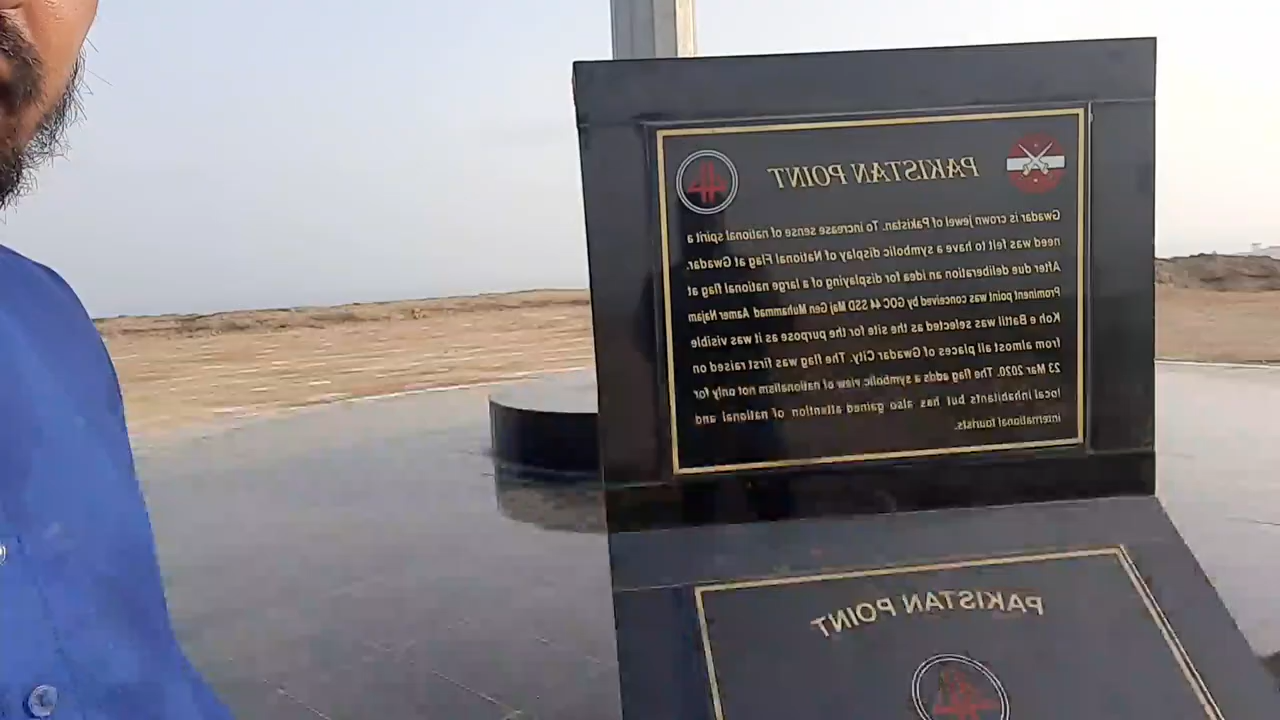 PAKISTAN POINT
44
Gwadar is crown jewel of Pakistan. To increase sense of national spirit a
need was felt to have a symbolic display of National Flag at Gwadar.
After due deliberation an idea for displaying of a large national flag at
Prominent point was conceived by GOC 44 SSD Maj Gen Muhammad Aamer Najam
Koh e Battil was selected as the site for the purpose as it was visible
from almost all places of Gwadar City. The flag was first raised on
23 Mar 2020. The flag adds a symbolic view of nationalism not only for
local inhabitants but has also gained attention of national and
international tourists.
PAKISTAN POINT
44